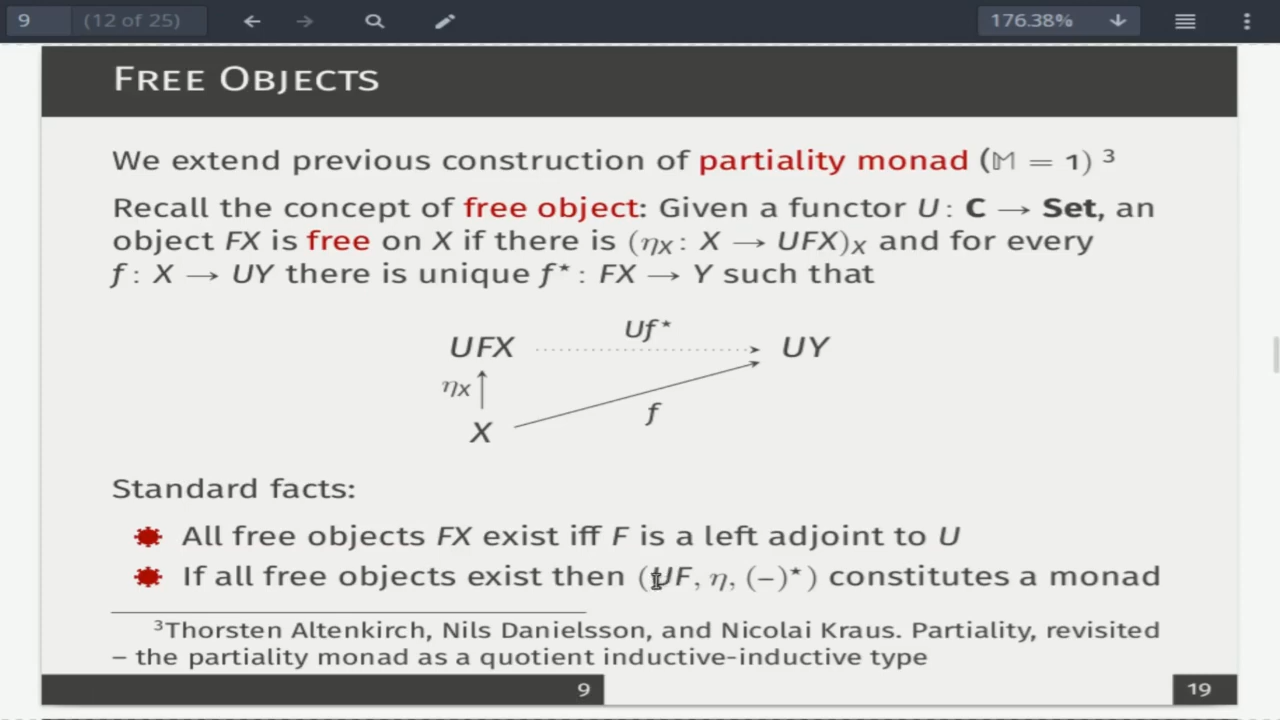 9 (12 of 25) 176.38%
FREE OBJECTS
We extend previous construction of partiality monad (𝕄 = 1) ³
Recall the concept of free object: Given a functor U : C → Set, an
object FX is free on X if there is (ηX : X → UFX)X and for every
f : X → UY there is unique f⋆ : FX → Y such that
Uf⋆
UFX UY
ηX
f
X
Standard facts:
All free objects FX exist iff F is a left adjoint to U
If all free objects exist then (UF, η, (−)⋆) constitutes a monad
³Thorsten Altenkirch, Nils Danielsson, and Nicolai Kraus. Partiality, revisited
– the partiality monad as a quotient inductive-inductive type
9 19